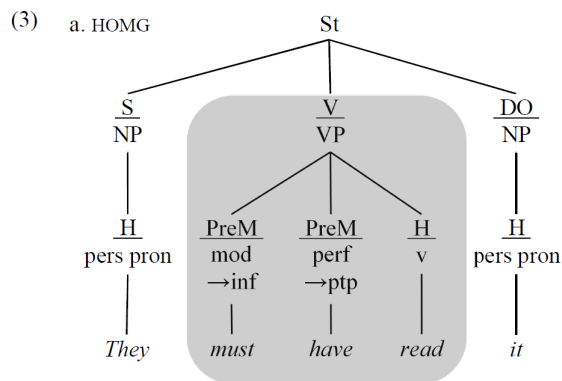 (3) a. HOMG St
S V DO
NP VP NP
H PreM PreM H H
pers pron mod perf v pers pron
→inf →ptp
They must have read it